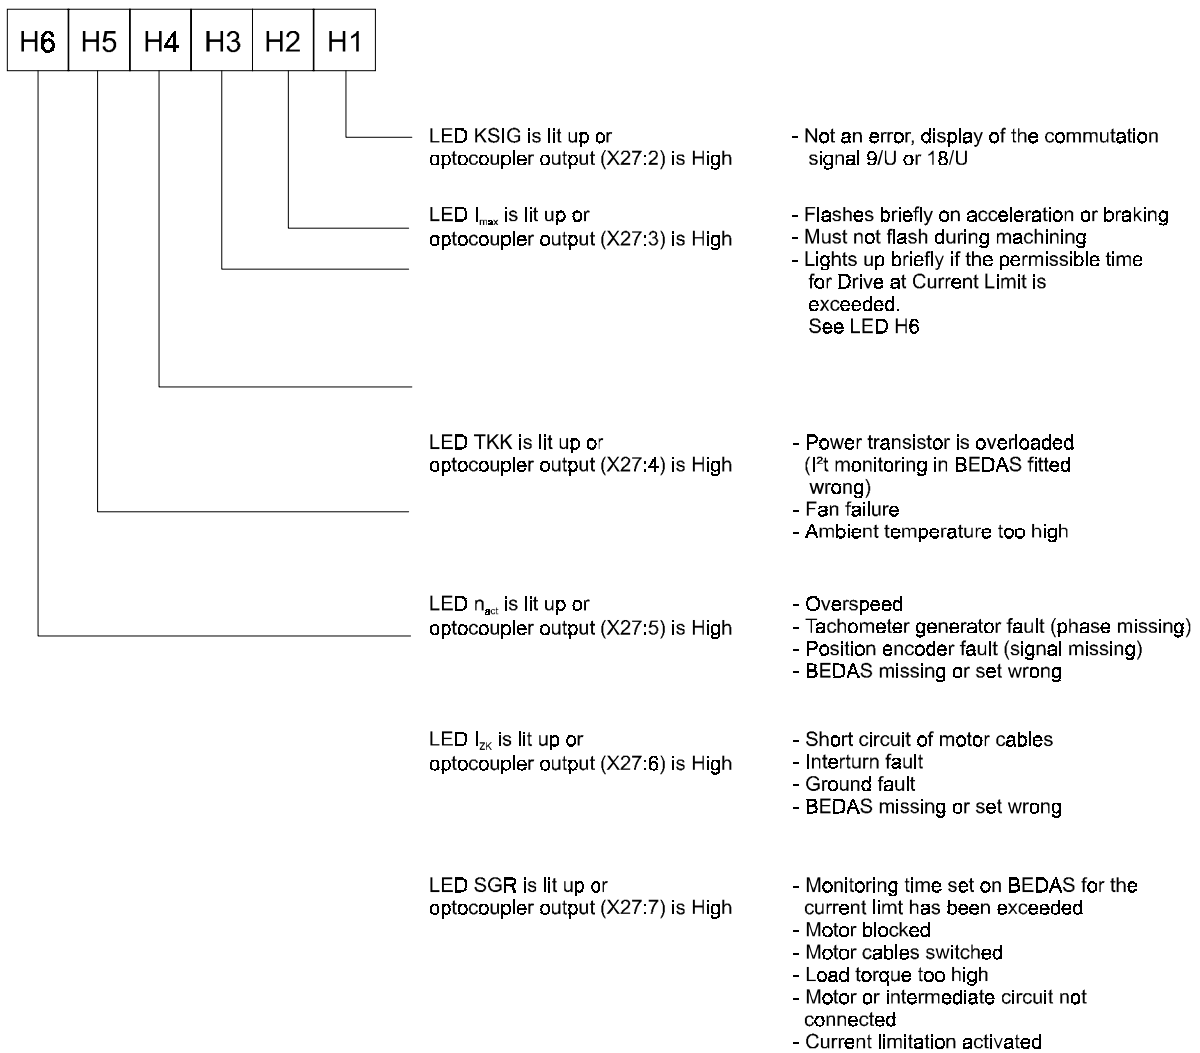 H6 H5 H4 H3 H2 H1
LED KSIG is lit up or
optocoupler output (X27:2) is High
- Not an error, display of the commutation
signal 9/U or 18/U
LED Imax is lit up or
optocoupler output (X27:3) is High
- Flashes briefly on acceleration or braking
- Must not flash during machining
- Lights up briefly if the permissible time
for Drive at Current Limit is
exceeded.
See LED H6
LED TKK is lit up or
optocoupler output (X27:4) is High
- Power transistor is overloaded
(I²t monitoring in BEDAS fitted
wrong)
- Fan failure
- Ambient temperature too high
LED nact is lit up or
optocoupler output (X27:5) is High
- Overspeed
- Tachometer generator fault (phase missing)
- Position encoder fault (signal missing)
- BEDAS missing or set wrong
LED IZK is lit up or
optocoupler output (X27:6) is High
- Short circuit of motor cables
- Interturn fault
- Ground fault
- BEDAS missing or set wrong
LED SGR is lit up or
optocoupler output (X27:7) is High
- Monitoring time set on BEDAS for the
current limt has been exceeded
- Motor blocked
- Motor cables switched
- Load torque too high
- Motor or intermediate circuit not
connected
- Current limitation activated